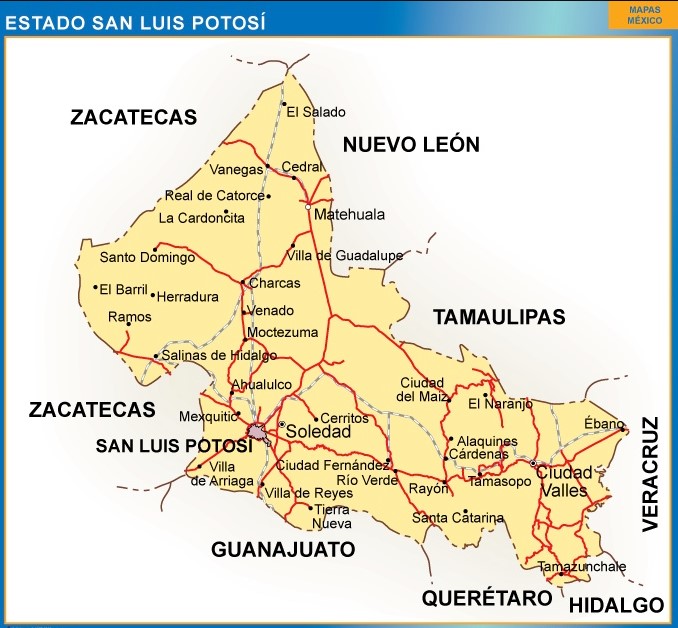 ESTADO SAN LUIS POTOSÍ
MAPAS
MÉXICO
ZACATECAS
El Salado
NUEVO LEÓN
Vanegas
Cedral
Real de Catorce
La Cardoncita
Matehuala
Santo Domingo
Villa de Guadalupe
Charcas
El Barril
Herradura
Venado
Ramos
TAMAULIPAS
Moctezuma
Salinas de Hidalgo
Ahualulco
Ciudad
del Maiz
El Naranjo
ZACATECAS
Mexquitic
Cerritos
Ébano
Soledad
SAN LUIS POTOSÍ
Alaquines
Cárdenas
VERACRUZ
Villa
de Arriaga
Ciudad Fernández
Río Verde
Rayón
Tamasopo
Ciudad
Valles
Villa de Reyes
Tierra
Nueva
Santa Catarina
GUANAJUATO
Tamazunchale
QUERÉTARO
HIDALGO